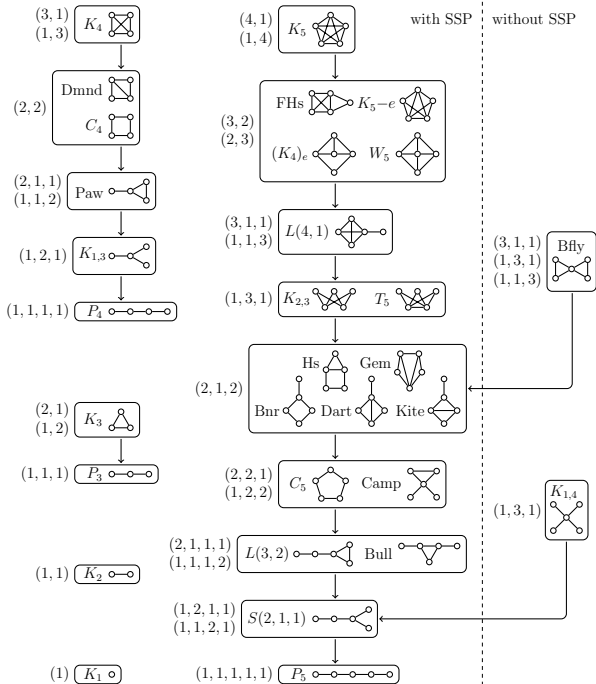 with SSP
without SSP
(3, 1)
(1, 3)
K₄
(2, 2)
Dmnd
C₄
(2, 1, 1)
(1, 1, 2)
Paw
(1, 2, 1)
K₁,₃
(1, 1, 1, 1)
P₄
(2, 1)
(1, 2)
K₃
(1, 1, 1)
P₃
(1, 1)
K₂
(1)
K₁
(4, 1)
(1, 4)
K₅
(3, 2)
(2, 3)
FHs
K₅−e
(K₄)ₑ
W₅
(3, 1, 1)
(1, 1, 3)
L(4, 1)
(1, 3, 1)
K₂,₃
T₅
(2, 1, 2)
Hs
Gem
Bnr
Dart
Kite
(2, 2, 1)
(1, 2, 2)
C₅
Camp
(2, 1, 1, 1)
(1, 1, 1, 2)
L(3, 2)
Bull
(1, 2, 1, 1)
(1, 1, 2, 1)
S(2, 1, 1)
(1, 1, 1, 1, 1)
P₅
(3, 1, 1)
(1, 3, 1)
(1, 1, 3)
Bfly
(1, 3, 1)
K₁,₄